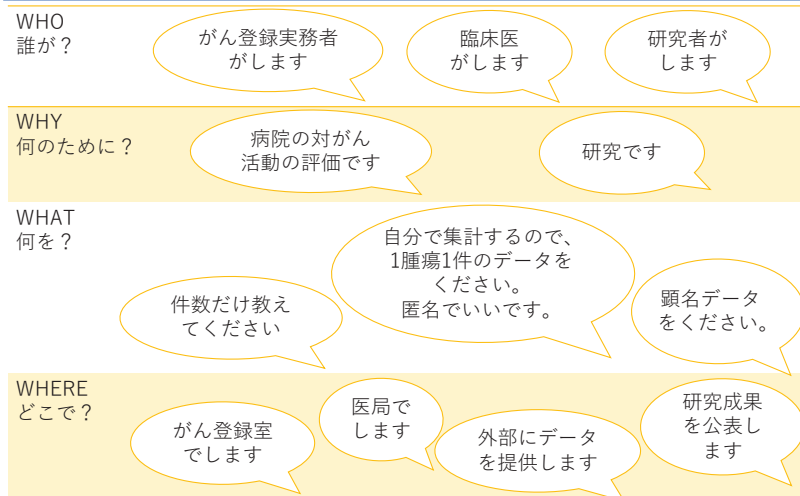 WHO
誰が？
がん登録実務者
がします
臨床医
がします
研究者が
します
WHY
何のために？
病院の対がん
活動の評価です
研究です
WHAT
何を？
件数だけ教え
てください
自分で集計するので、
1腫瘍1件のデータを
ください。
匿名でいいです。
顕名データ
をください。
WHERE
どこで？
がん登録室
でします
医局で
します
外部にデータ
を提供します
研究成果
を公表し
ます